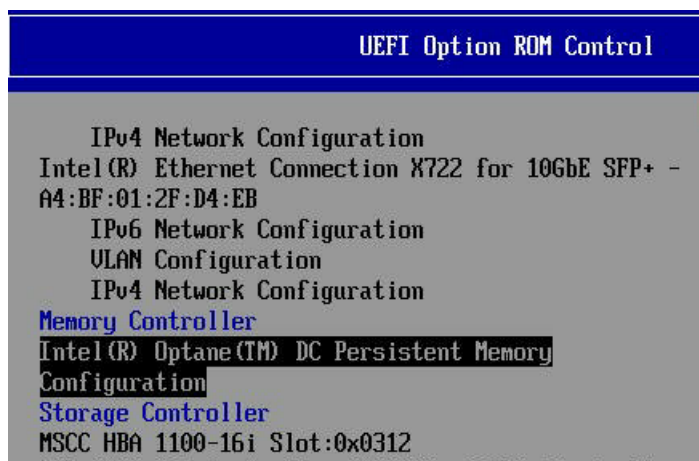 UEFI Option ROM Control
IPv4 Network Configuration
Intel(R) Ethernet Connection X722 for 10GbE SFP+ -
A4:BF:01:2F:D4:EB
IPv6 Network Configuration
VLAN Configuration
IPv4 Network Configuration
Memory Controller
Intel(R) Optane(TM) DC Persistent Memory
Configuration
Storage Controller
MSCC HBA 1100-16i Slot:0x0312